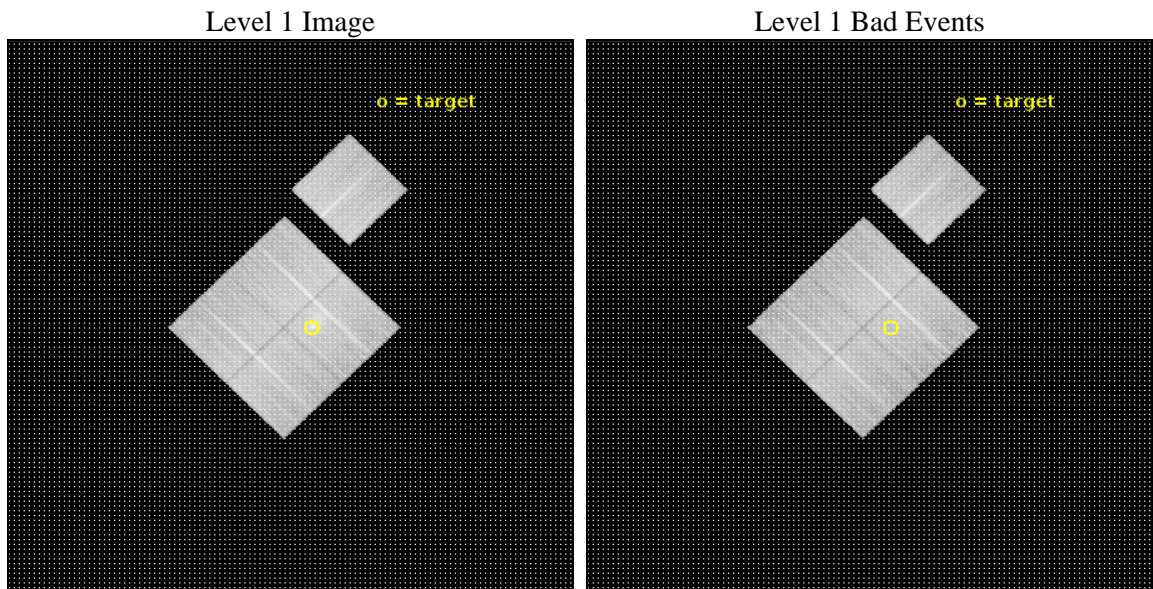 Level 1 Image
Level 1 Bad Events
o = target
o = target